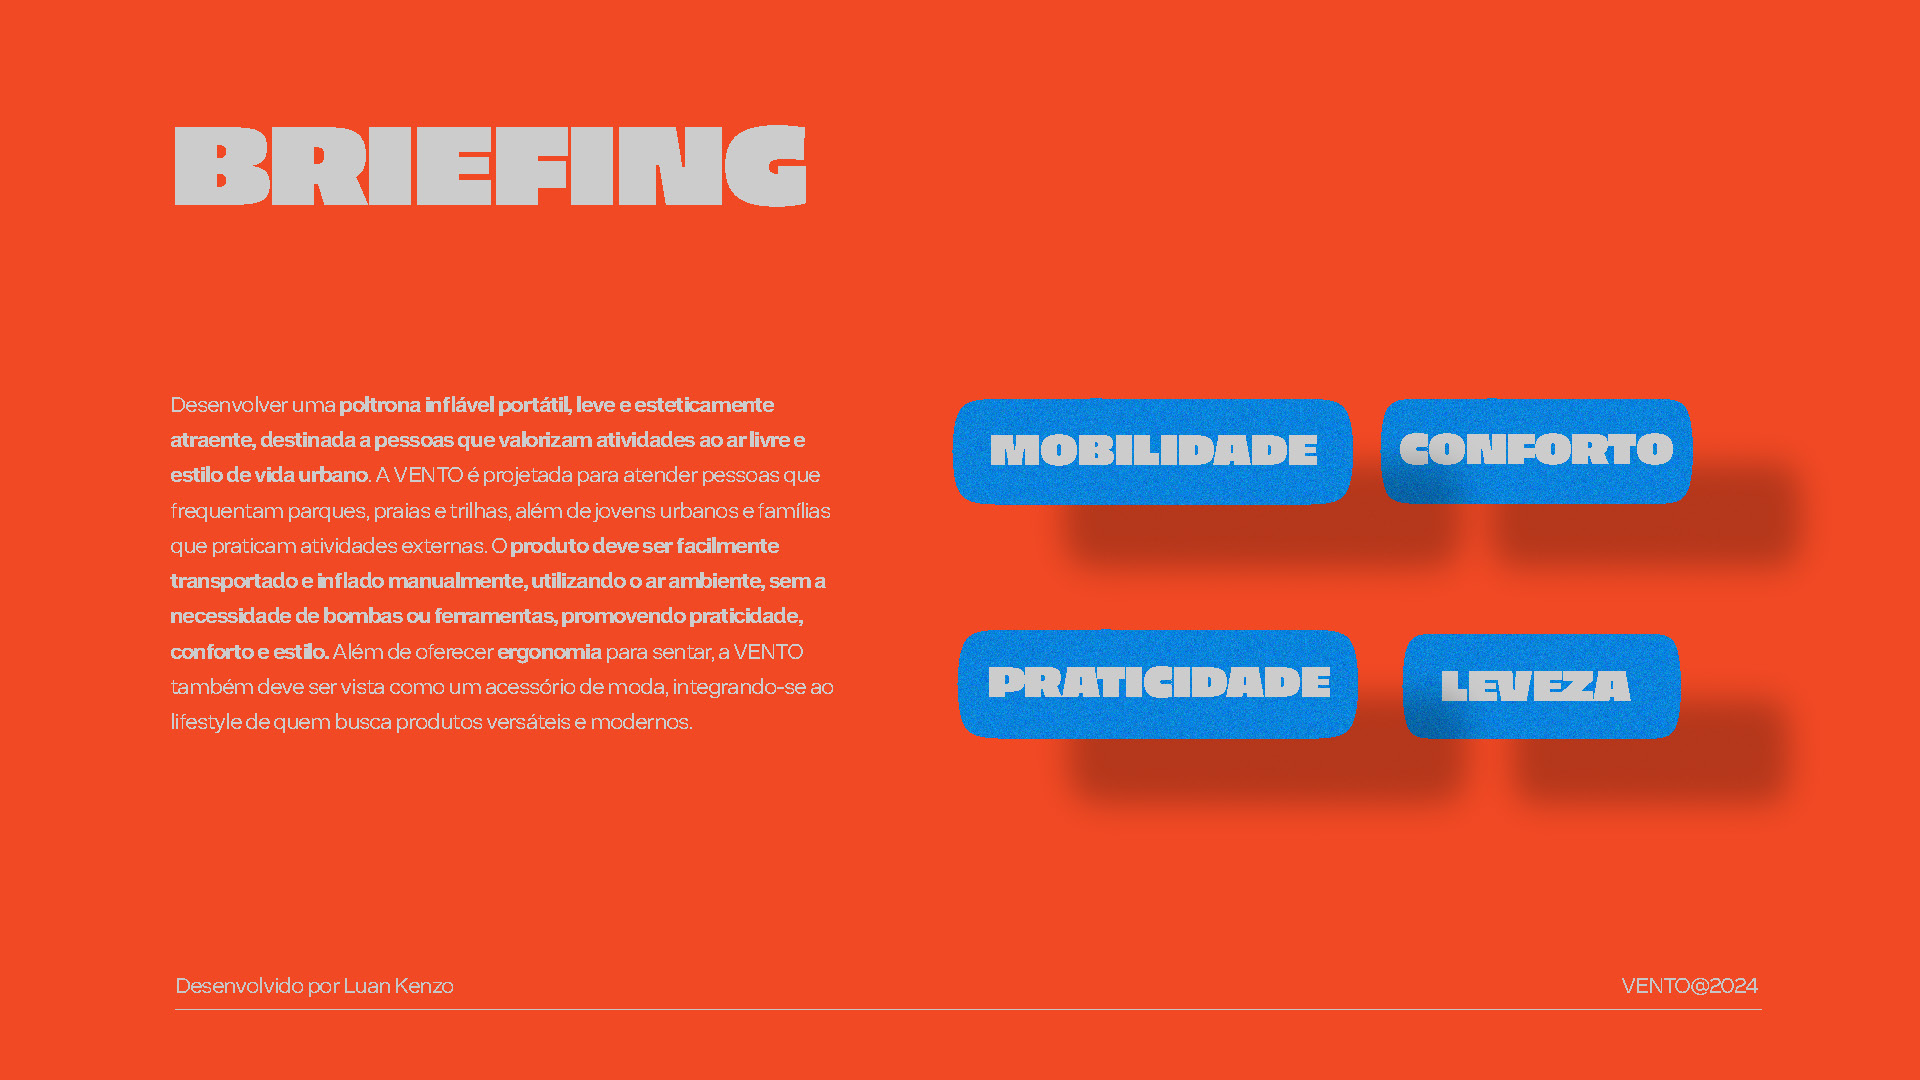 BRIEFING
Desenvolver uma poltrona inflável portátil, leve e esteticamente
atraente, destinada a pessoas que valorizam atividades ao ar livre e
estilo de vida urbano. A VENTO é projetada para atender pessoas que
frequentam parques, praias e trilhas, além de jovens urbanos e famílias
que praticam atividades externas. O produto deve ser facilmente
transportado e inflado manualmente, utilizando o ar ambiente, sem a
necessidade de bombas ou ferramentas, promovendo praticidade,
conforto e estilo. Além de oferecer ergonomia para sentar, a VENTO
também deve ser vista como um acessório de moda, integrando-se ao
lifestyle de quem busca produtos versáteis e modernos.
MOBILIDADE
CONFORTO
PRATICIDADE
LEVEZA
Desenvolvido por Luan Kenzo
VENTO@2024